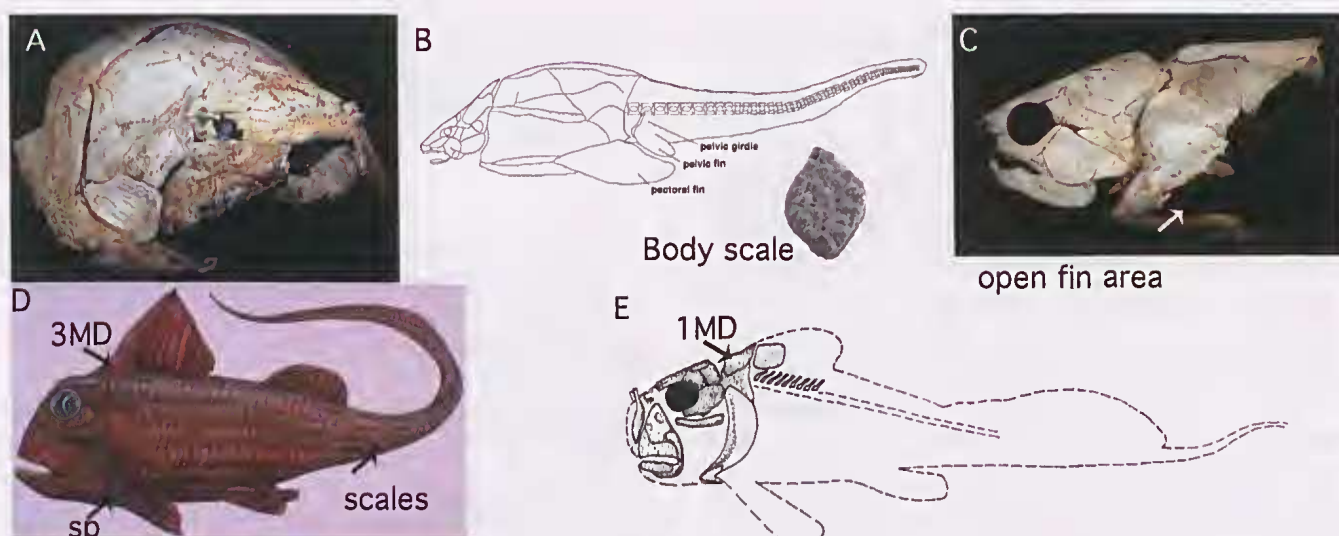 A
B
pelvic girdle
pelvic fin
pectoral fin
Body scale
C
open fin area
D
3MD
sp
scales
E
1MD